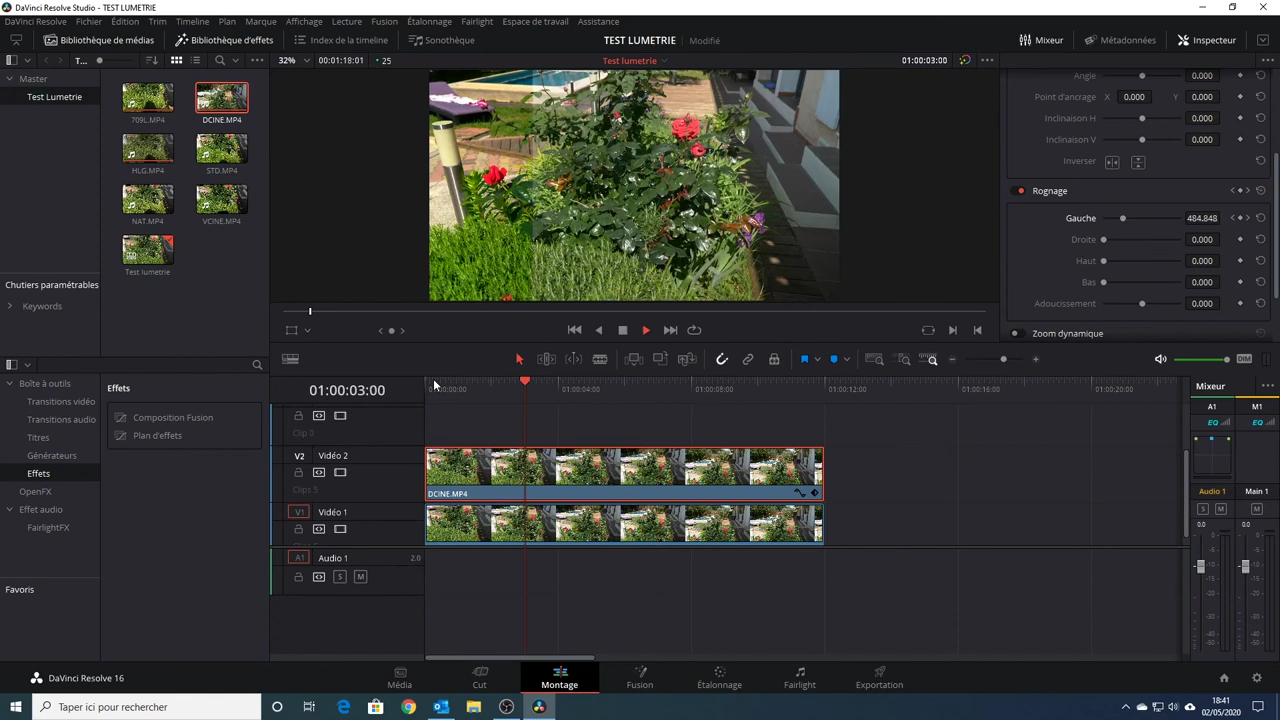 DaVinci Resolve Studio - TEST LUMETRIE
DaVinci Resolve Fichier Édition Trim Timeline Plan Marque Affichage Lecture Fusion Étalonnage Fairlight Espace de travail Assistance
Bibliothèque de médias Bibliothèque d'effets Index de la timeline Sonothèque TEST LUMETRIE Modifié Mixeur Métadonnées Inspecteur
T... 32% 00:01:18:01 25 Test lumetrie 01:00:03:00
Master
Test Lumetrie
709L.MP4 DCINE.MP4
HLG.MP4 STD.MP4
NAT.MP4 VCINE.MP4
Test lumetrie
Chutiers paramétrables
Keywords
Angle 0.000
Point d'ancrage X 0.000 Y 0.000
Inclinaison H 0.000
Inclinaison V 0.000
Inverser
Rognage
Gauche 484.848
Droite 0.000
Haut 0.000
Bas 0.000
Adoucissement 0.000
Zoom dynamique
DIM
Boîte à outils
Transitions vidéo
Transitions audio
Titres
Générateurs
Effets
OpenFX
Effet audio
FairlightFX
Favoris
Effets
Composition Fusion
Plan d'effets
01:00:03:00
01:00:04:00 01:00:08:00 01:00:12:00 01:00:16:00 01:00:20:00
V2 Vidéo 2
Clips 5
DCINE.MP4
V1 Vidéo 1
A1 Audio 1 2.0
S M
Mixeur
A1 M1
EQ EQ
Audio 1 Main 1
S M M
0.0 0.0
DaVinci Resolve 16
Média Cut Montage Fusion Étalonnage Fairlight Exportation
Taper ici pour rechercher
18:41
02/05/2020